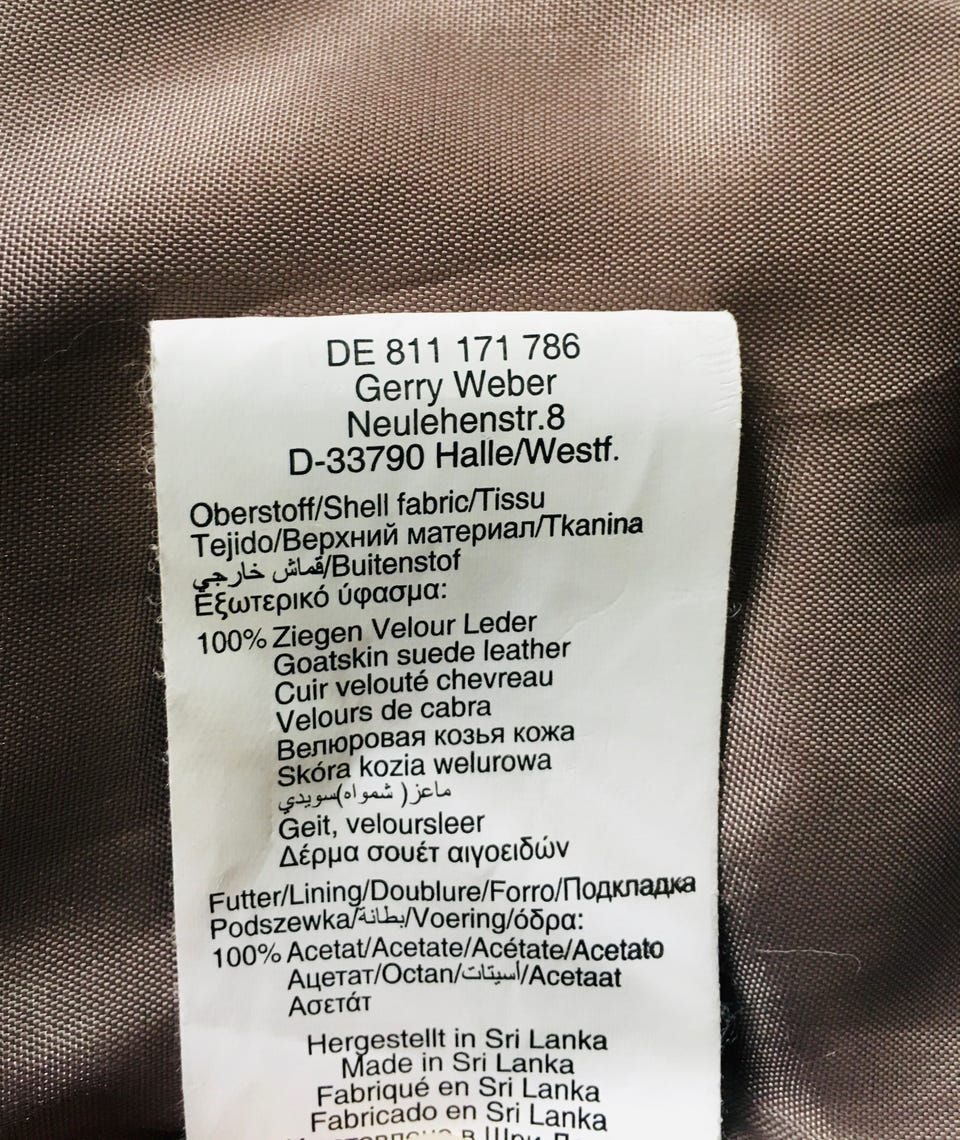 DE 811 171 786
Gerry Weber
Neulehenstr.8
D-33790 Halle/Westf.
Oberstoff/Shell fabric/Tissu
Tejido/Верхний материал/Tkanina
قماش خارجي/Buitenstof
Εξωτερικό ύφασμα:
100% Ziegen Velour Leder
Goatskin suede leather
Cuir velouté chevreau
Velours de cabra
Велюровая козья кожа
Skóra kozia welurowa
ماعز( شمواه)سويدي
Geit, veloursleer
Δέρμα σουέτ αιγοειδών
Futter/Lining/Doublure/Forro/Подкладка
Podszewka/بطانة/Voering/όδρα:
100% Acetat/Acetate/Acétate/Acetato
Ацетат/Octan/أسيتات/Acetaat
Ασετάτ
Hergestellt in Sri Lanka
Made in Sri Lanka
Fabriqué en Sri Lanka
Fabricado en Sri Lanka
в Шри